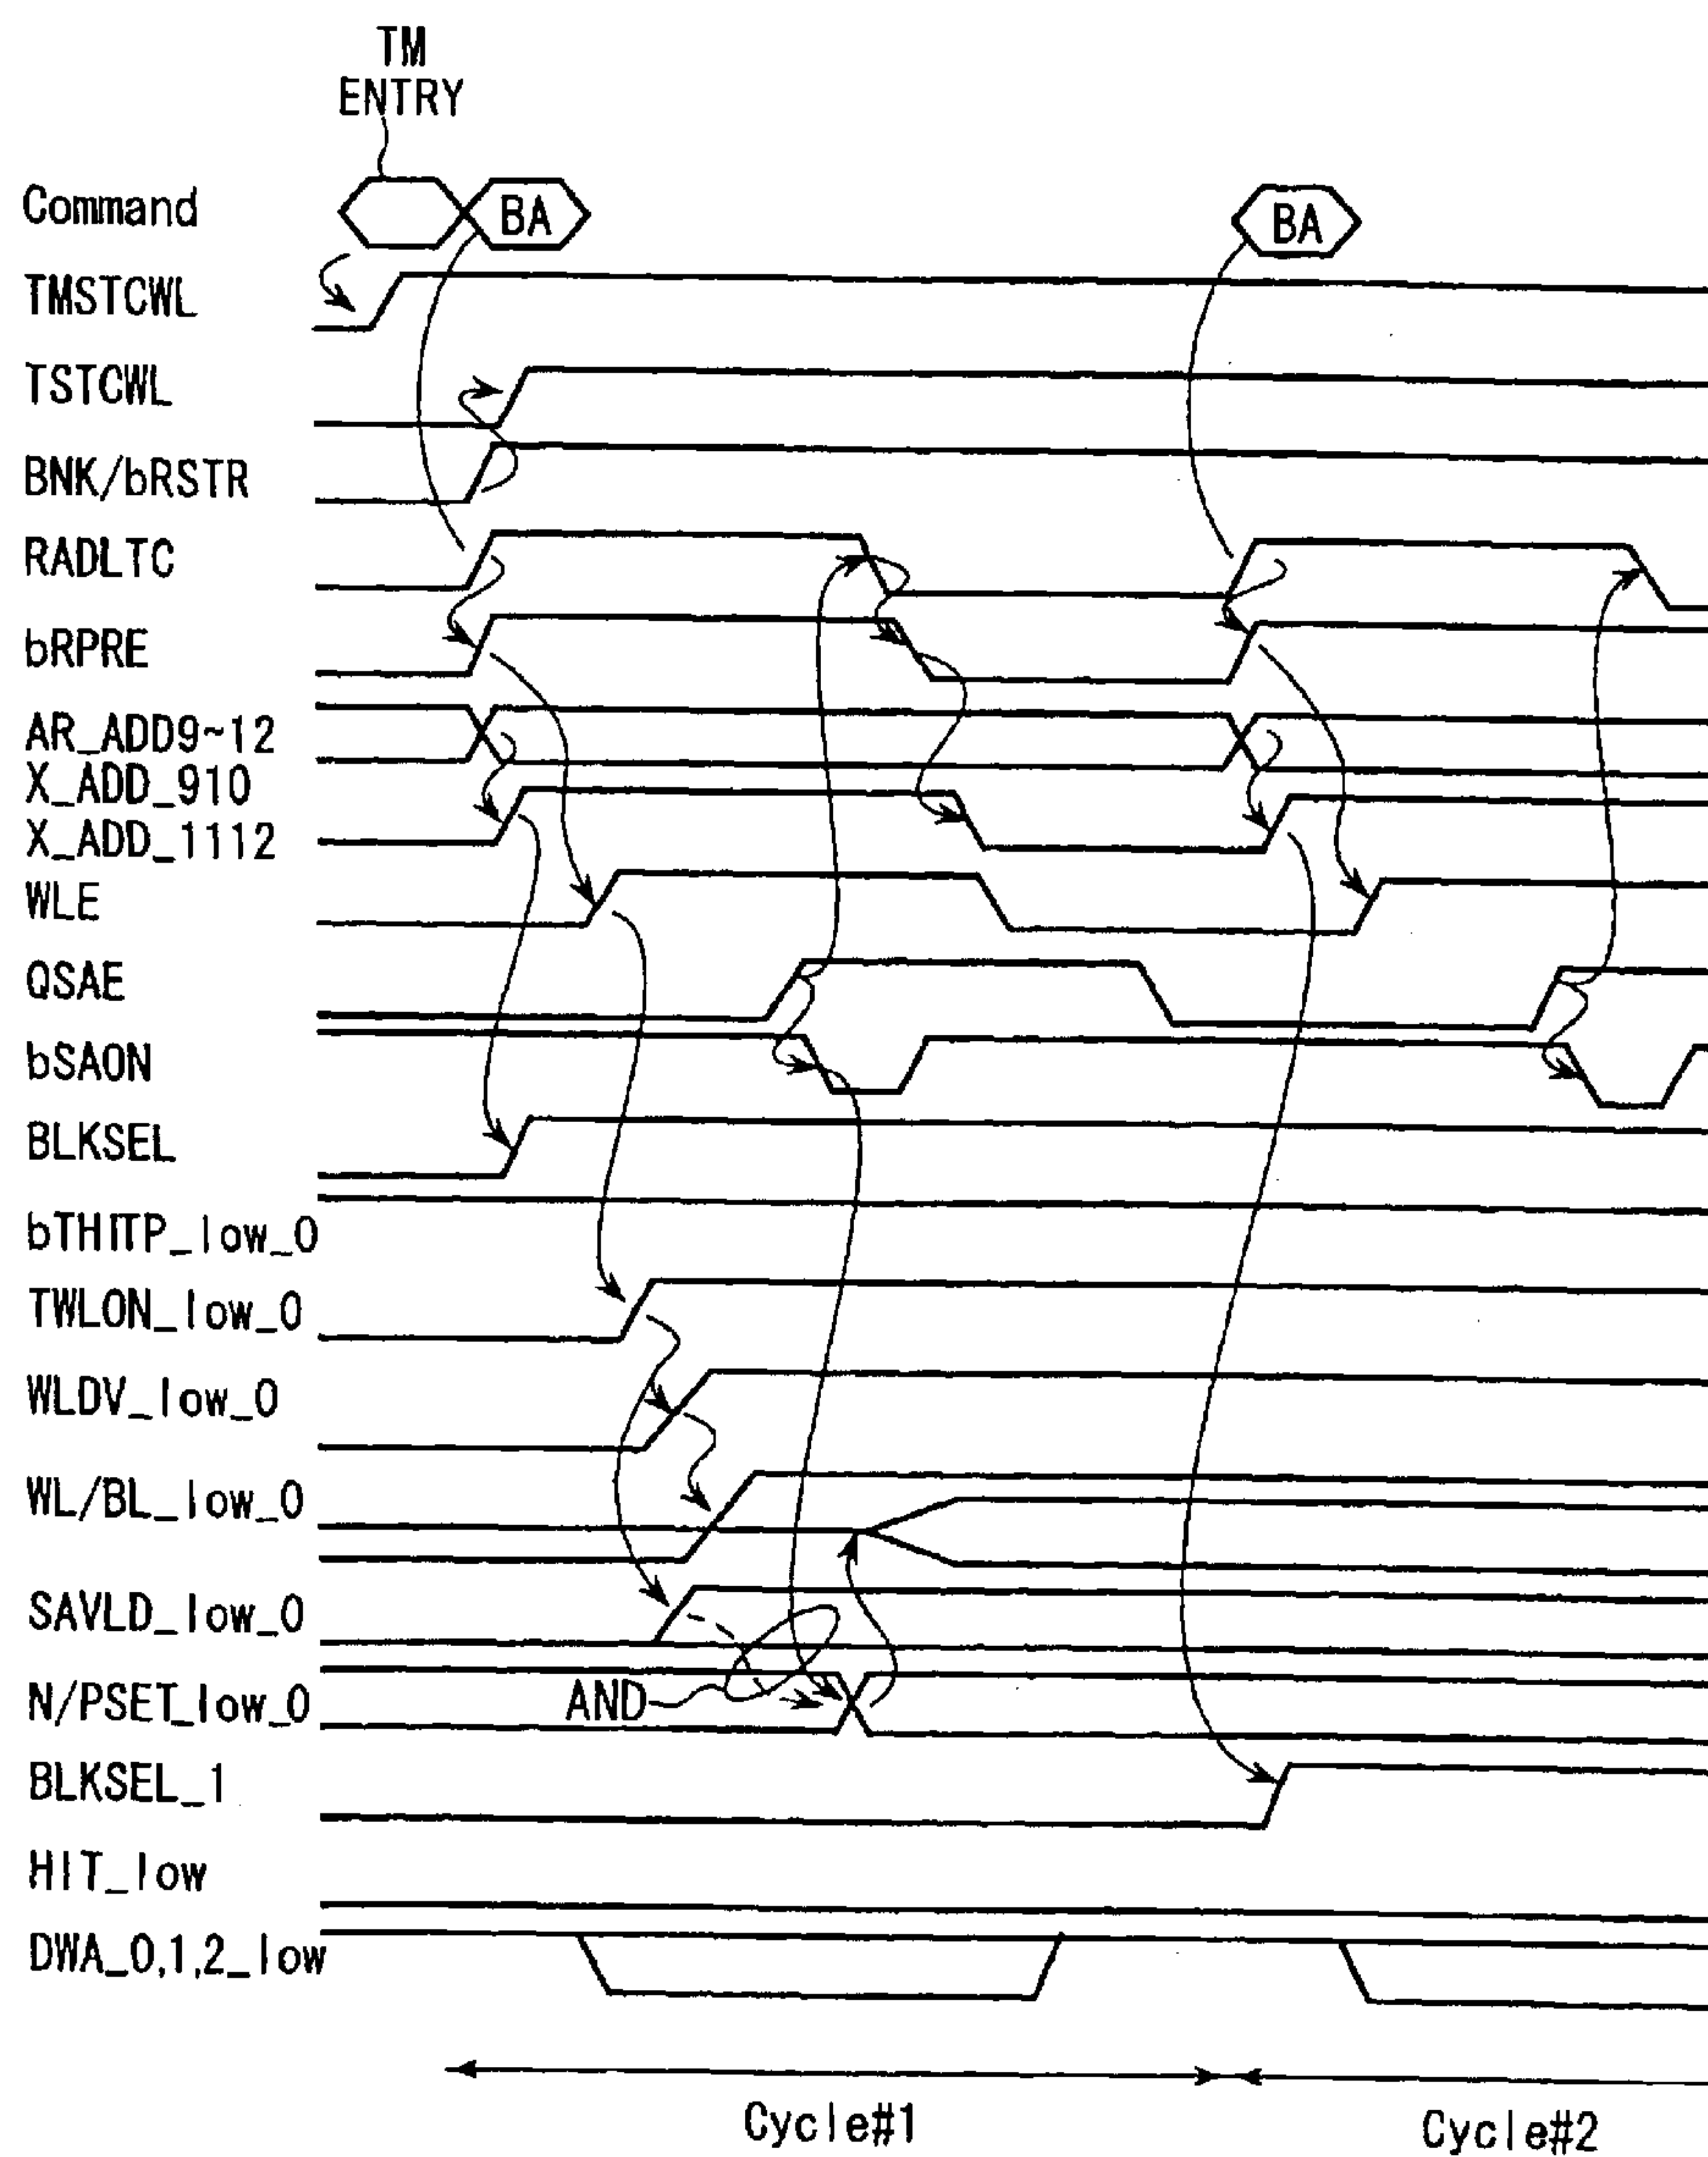 TM
ENTRY
Command
BA
BA
TMSTCWL
TSTCWL
BNK/bRSTR
RADLTC
bRPRE
AR_ADD9~12
X_ADD_910
X_ADD_1112
WLE
QSAE
bSAON
BLKSEL
bTHITP_low_0
TWLON_low_0
WLDV_low_0
WL/BL_low_0
SAVLD_low_0
AND
N/PSET_low_0
BLKSEL_1
HIT_low
DWA_0,1,2_low
Cycle#1
Cycle#2